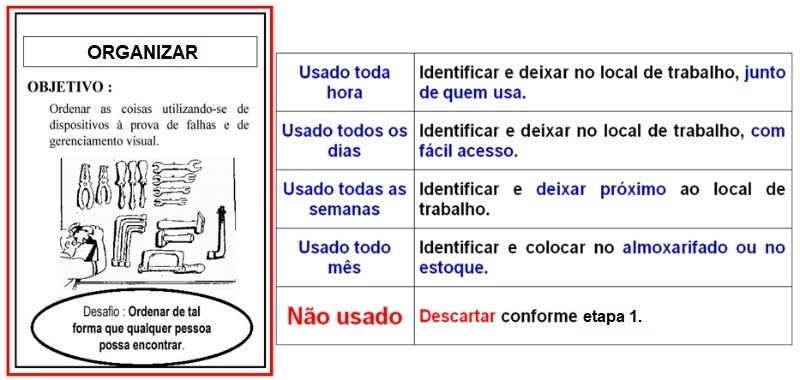 ORGANIZAR
OBJETIVO :
Ordenar as coisas utilizando-se de
dispositivos à prova de falhas e de
gerenciamento visual.
Desafio : Ordenar de tal
forma que qualquer pessoa
possa encontrar.
Usado toda
hora
Identificar e deixar no local de trabalho, junto
de quem usa.
Usado todos os
dias
Identificar e deixar no local de trabalho, com
fácil acesso.
Usado todas as
semanas
Identificar e deixar próximo ao local de
trabalho.
Usado todo
mês
Identificar e colocar no almoxarifado ou no
estoque.
Não usado
Descartar conforme etapa 1.